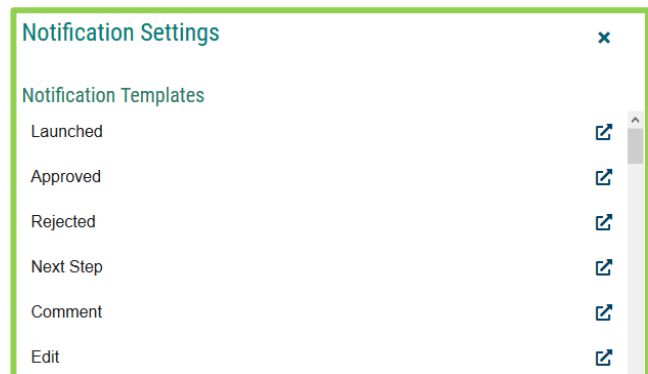 Notification Settings
Notification Templates
Launched
Approved
Rejected
Next Step
Comment
Edit